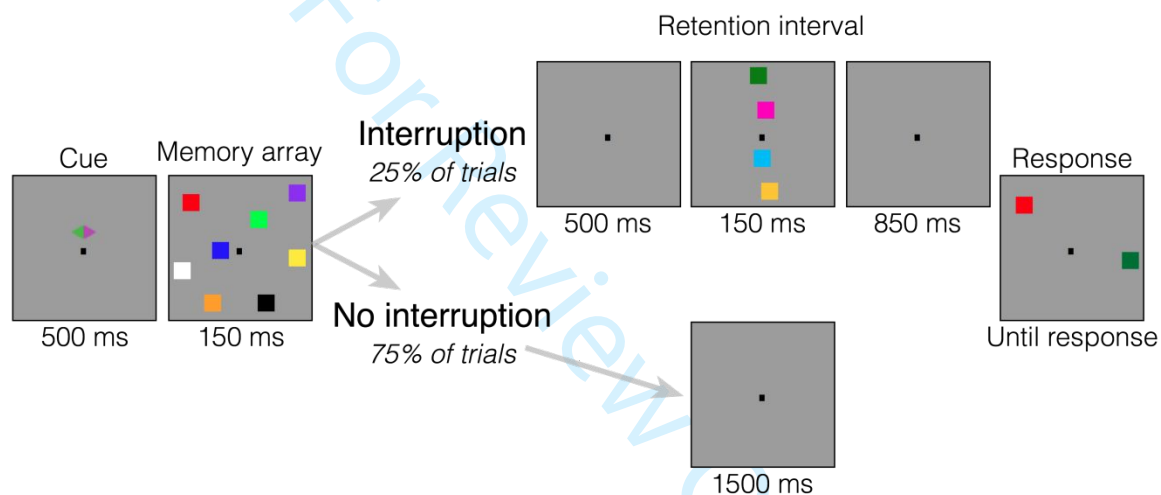 For Review O
Retention interval
Interruption
25% of trials
Cue
Memory array
Response
500 ms
150 ms
850 ms
500 ms
150 ms
No interruption
75% of trials
Until response
1500 ms